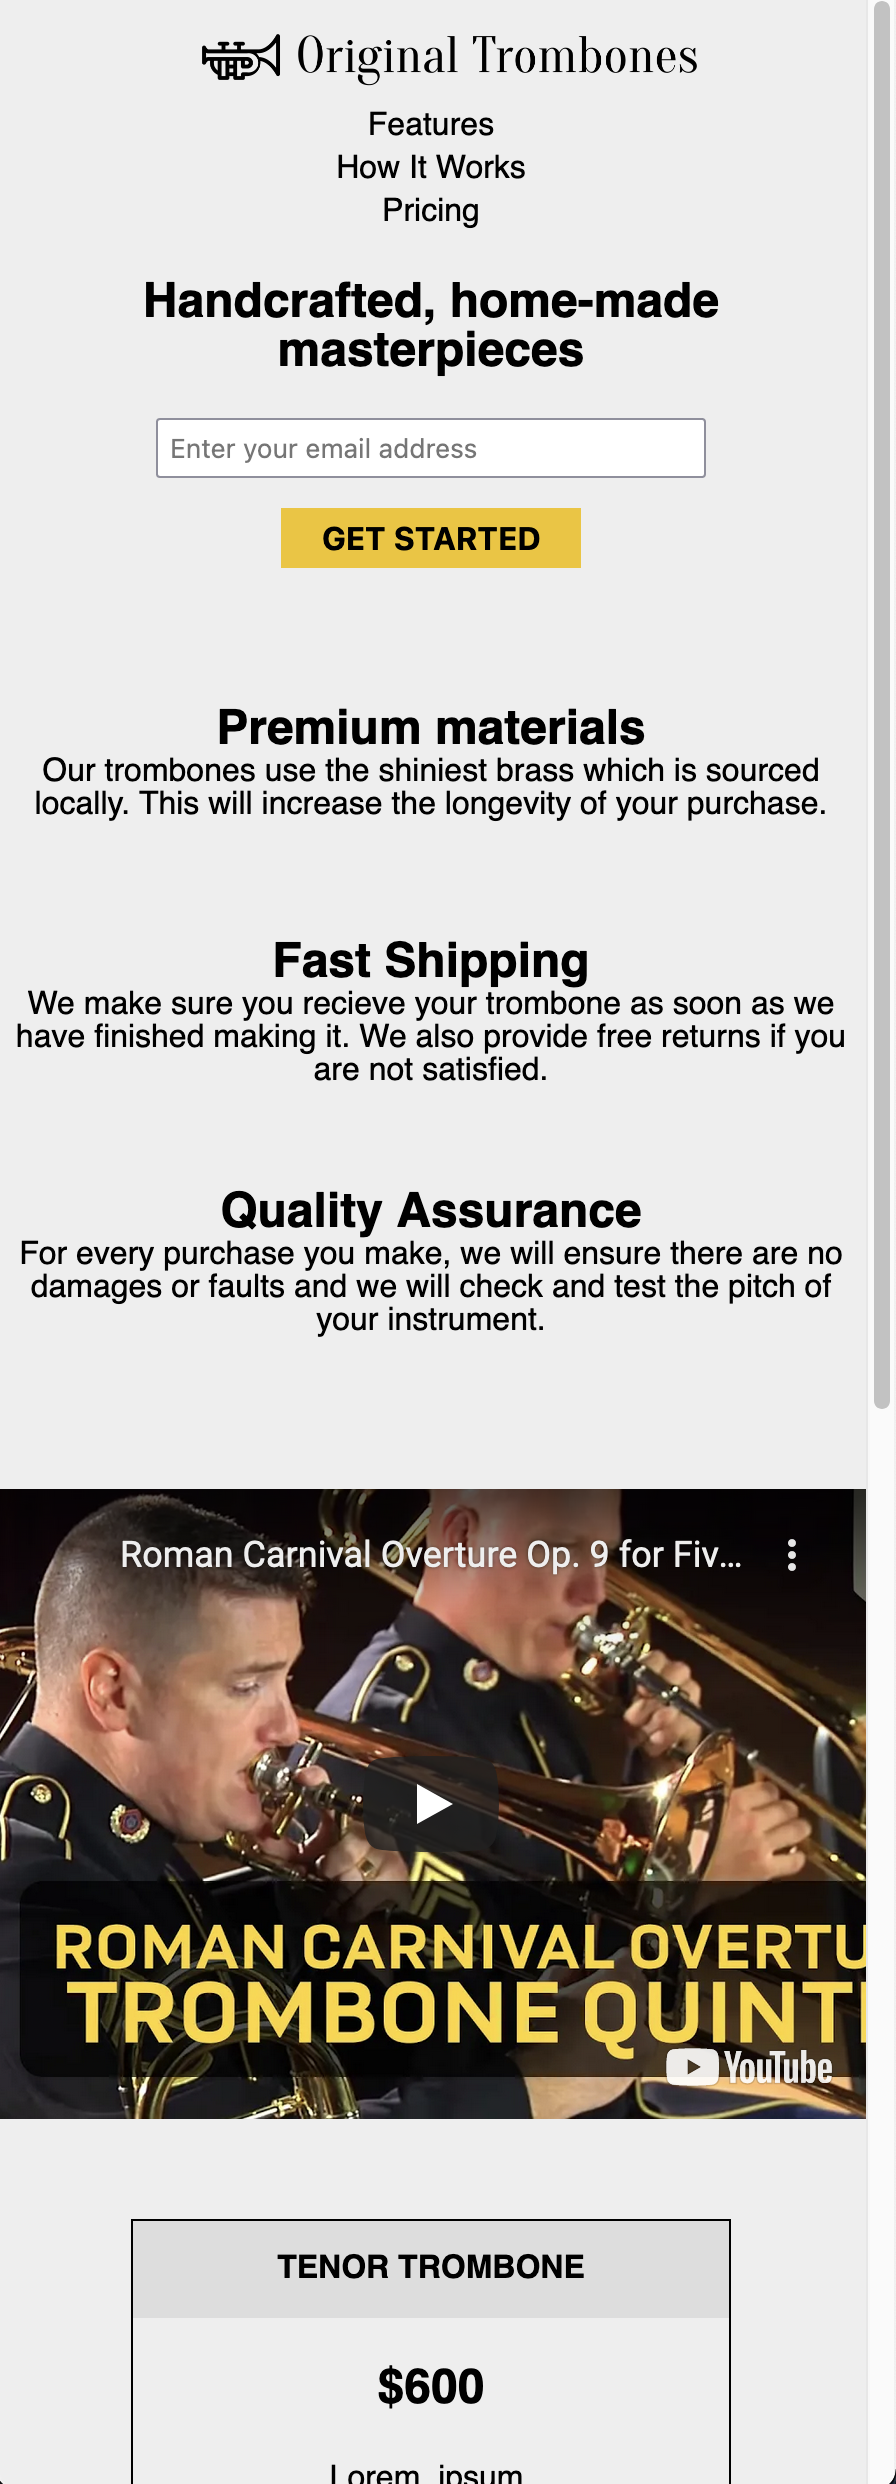 Original Trombones
Features
How It Works
Pricing
Handcrafted, home-made
masterpieces
Enter your email address
GET STARTED
Premium materials
Our trombones use the shiniest brass which is sourced
locally. This will increase the longevity of your purchase.
Fast Shipping
We make sure you recieve your trombone as soon as we
have finished making it. We also provide free returns if you
are not satisfied.
Quality Assurance
For every purchase you make, we will ensure there are no
damages or faults and we will check and test the pitch of
your instrument.
Roman Carnival Overture Op. 9 for Fiv...
ROMAN CARNIVAL OVERTU
TROMBONE QUINT
YouTube
TENOR TROMBONE
$600
Lorem, ipsum